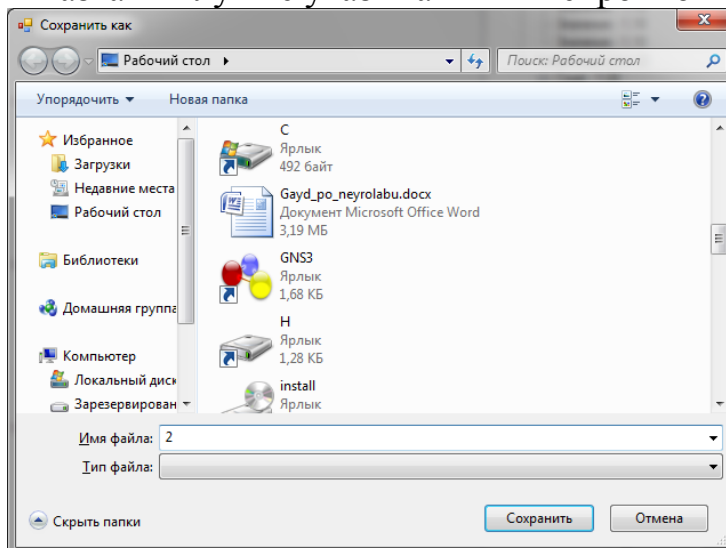 Сохранить как
Рабочий стол
Поиск: Рабочий стол
Упорядочить
Новая папка
Избранное
Загрузки
Недавние места
Рабочий стол
Библиотеки
Домашняя группа
Компьютер
Локальный диск
Зарезервирован
C
Ярлык
492 байт
Gayd_po_neyrolabu.docx
Документ Microsoft Office Word
3,19 МБ
GNS3
Ярлык
1,68 КБ
H
Ярлык
1,28 КБ
install
Ярлык
Имя файла: 2
Тип файла:
Скрыть папки
Сохранить
Отмена